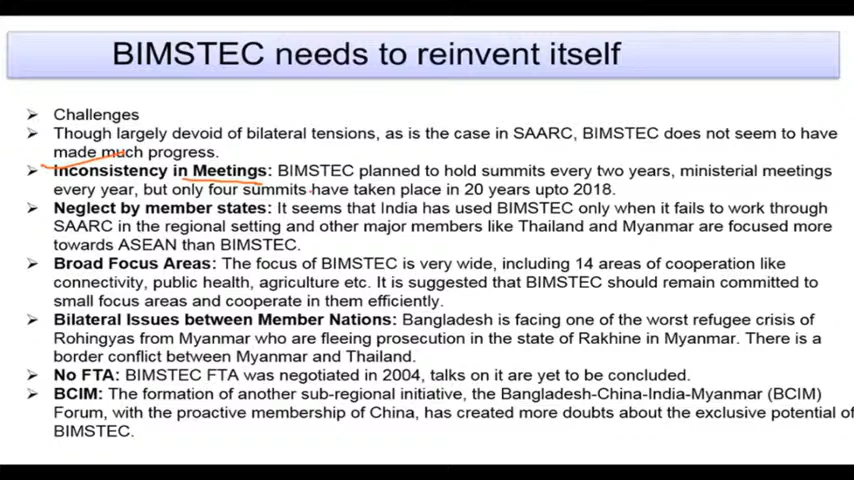 BIMSTEC needs to reinvent itself
➢ Challenges
➢ Though largely devoid of bilateral tensions, as is the case in SAARC, BIMSTEC does not seem to have
made much progress.
➢ Inconsistency in Meetings: BIMSTEC planned to hold summits every two years, ministerial meetings
every year, but only four summits have taken place in 20 years upto 2018.
➢ Neglect by member states: It seems that India has used BIMSTEC only when it fails to work through
SAARC in the regional setting and other major members like Thailand and Myanmar are focused more
towards ASEAN than BIMSTEC.
➢ Broad Focus Areas: The focus of BIMSTEC is very wide, including 14 areas of cooperation like
connectivity, public health, agriculture etc. It is suggested that BIMSTEC should remain committed to
small focus areas and cooperate in them efficiently.
➢ Bilateral Issues between Member Nations: Bangladesh is facing one of the worst refugee crisis of
Rohingyas from Myanmar who are fleeing prosecution in the state of Rakhine in Myanmar. There is a
border conflict between Myanmar and Thailand.
➢ No FTA: BIMSTEC FTA was negotiated in 2004, talks on it are yet to be concluded.
➢ BCIM: The formation of another sub-regional initiative, the Bangladesh-China-India-Myanmar (BCIM)
Forum, with the proactive membership of China, has created more doubts about the exclusive potential of
BIMSTEC.